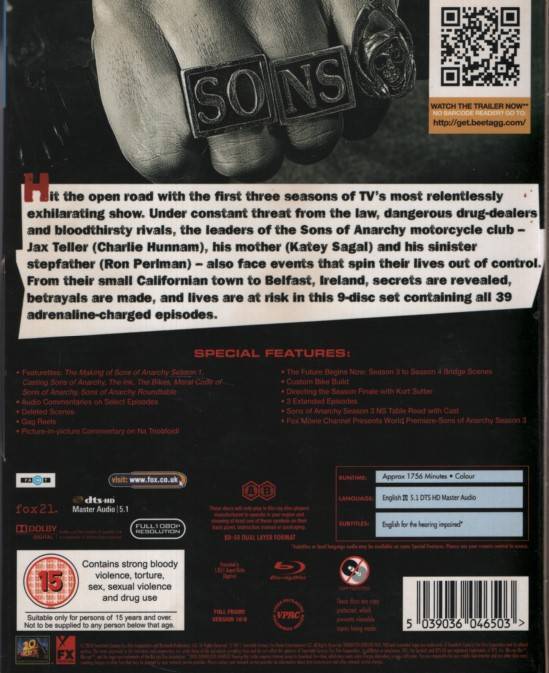 SO NS
WATCH THE TRAILER NOW**
NO BARCODE READER? GO TO:
http://get.beetagg.com/
Hit the open road with the first three seasons of TV's most relentlessly
exhilarating show. Under constant threat from the law, dangerous drug-dealers
and bloodthirsty rivals, the leaders of the Sons of Anarchy motorcycle club –
Jax Teller (Charlie Hunnam), his mother (Katey Sagal) and his sinister
stepfather (Ron Perlman) – also face events that spin their lives out of control.
From their small Californian town to Belfast, Ireland, secrets are revealed,
betrayals are made, and lives are at risk in this 9-disc set containing all 39
adrenaline-charged episodes.
SPECIAL FEATURES:
• Featurettes: The Making of Sons of Anarchy Season 1,
Casting Sons of Anarchy, The Ink, The Bikes, Moral Code of
Sons of Anarchy, Sons of Anarchy Roundtable
• Audio Commentaries on Select Episodes
• Deleted Scenes
• Gag Reels
• Picture-in-picture Commentary on Na Trioblóidí
• The Future Begins Now: Season 3 to Season 4 Bridge Scenes
• Custom Bike Build
• Directing the Season Finale with Kurt Sutter
• 3 Extended Episodes
• Sons of Anarchy Season 3 NS Table Read with Cast
• Fox Movie Channel Presents World Premiere-Sons of Anarchy Season 3
FACT
visit: www.fox.co.uk
fox21.
dts-HD
Master Audio 5.1
DOLBY
DIGITAL
FULL HD 1080P
RESOLUTION
A B
BD-50 DUAL LAYER FORMAT
RUNTIME: Approx 1756 Minutes • Colour
LANGUAGE: English 5.1 DTS HD Master Audio
SUBTITLES: English for the hearing impaired*
15
Contains strong bloody
violence, torture,
sex, sexual violence
and drug use
Suitable only for persons of 15 years and over.
Not to be supplied to any person below that age.
Blu-ray Disc
FULL FRAME
VERSION 16:9
VPRC
5 039036 046503 >
FX